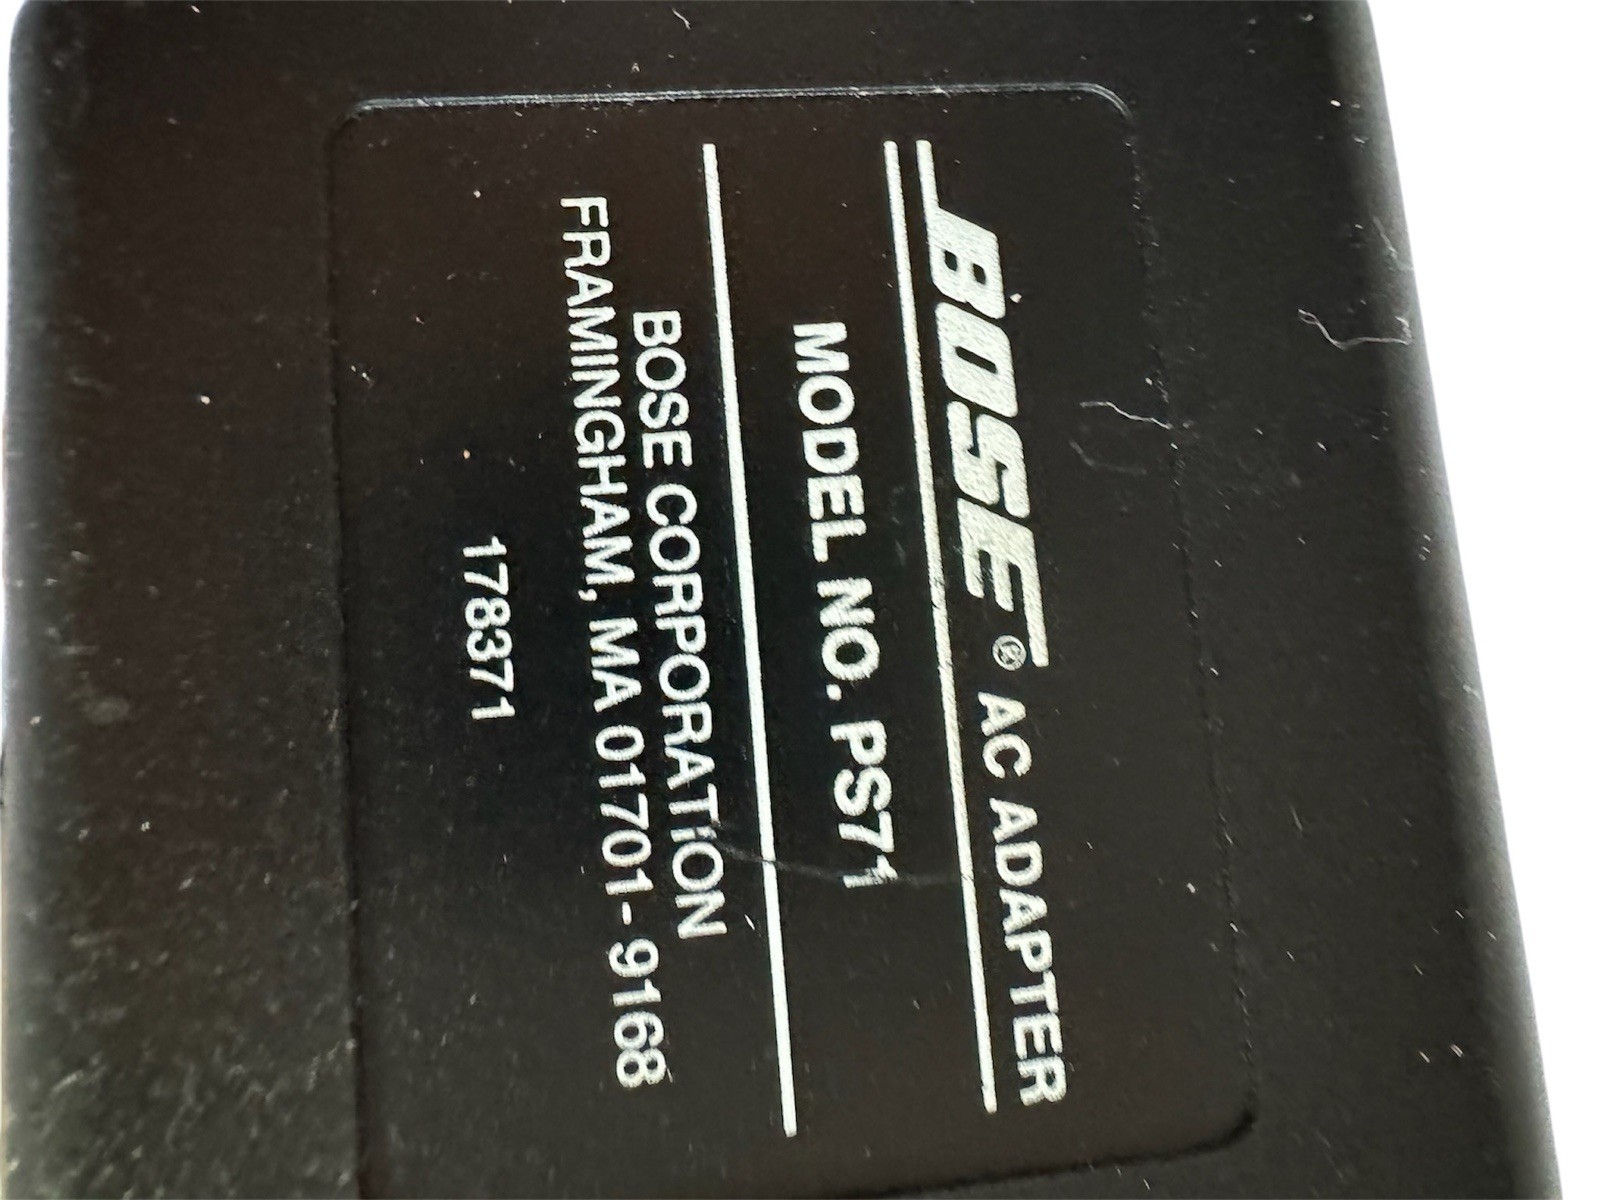 BOSE® AC ADAPTER
MODEL NO. PS71
BOSE CORPORATION
FRAMINGHAM, MA 01701-9168
178371